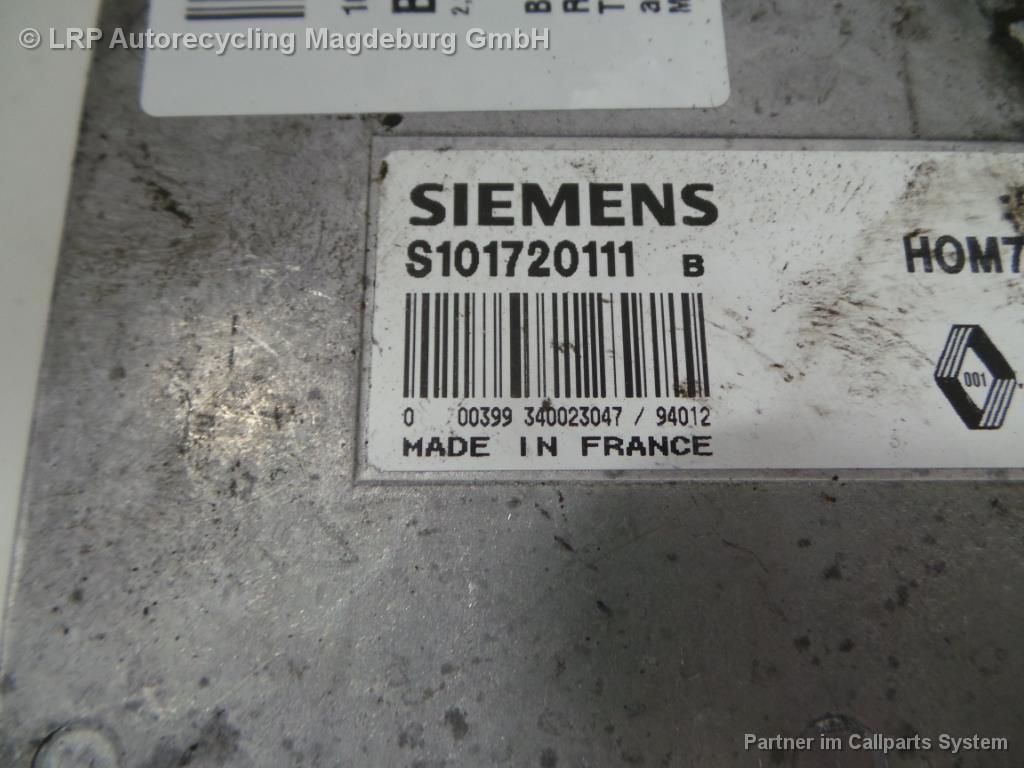 © LRP Autorecycling Magdeburg GmbH
SIEMENS
S101720111 B
HOM7
001
0 00399 340023047 / 94012
MADE IN FRANCE
Partner im Callparts System